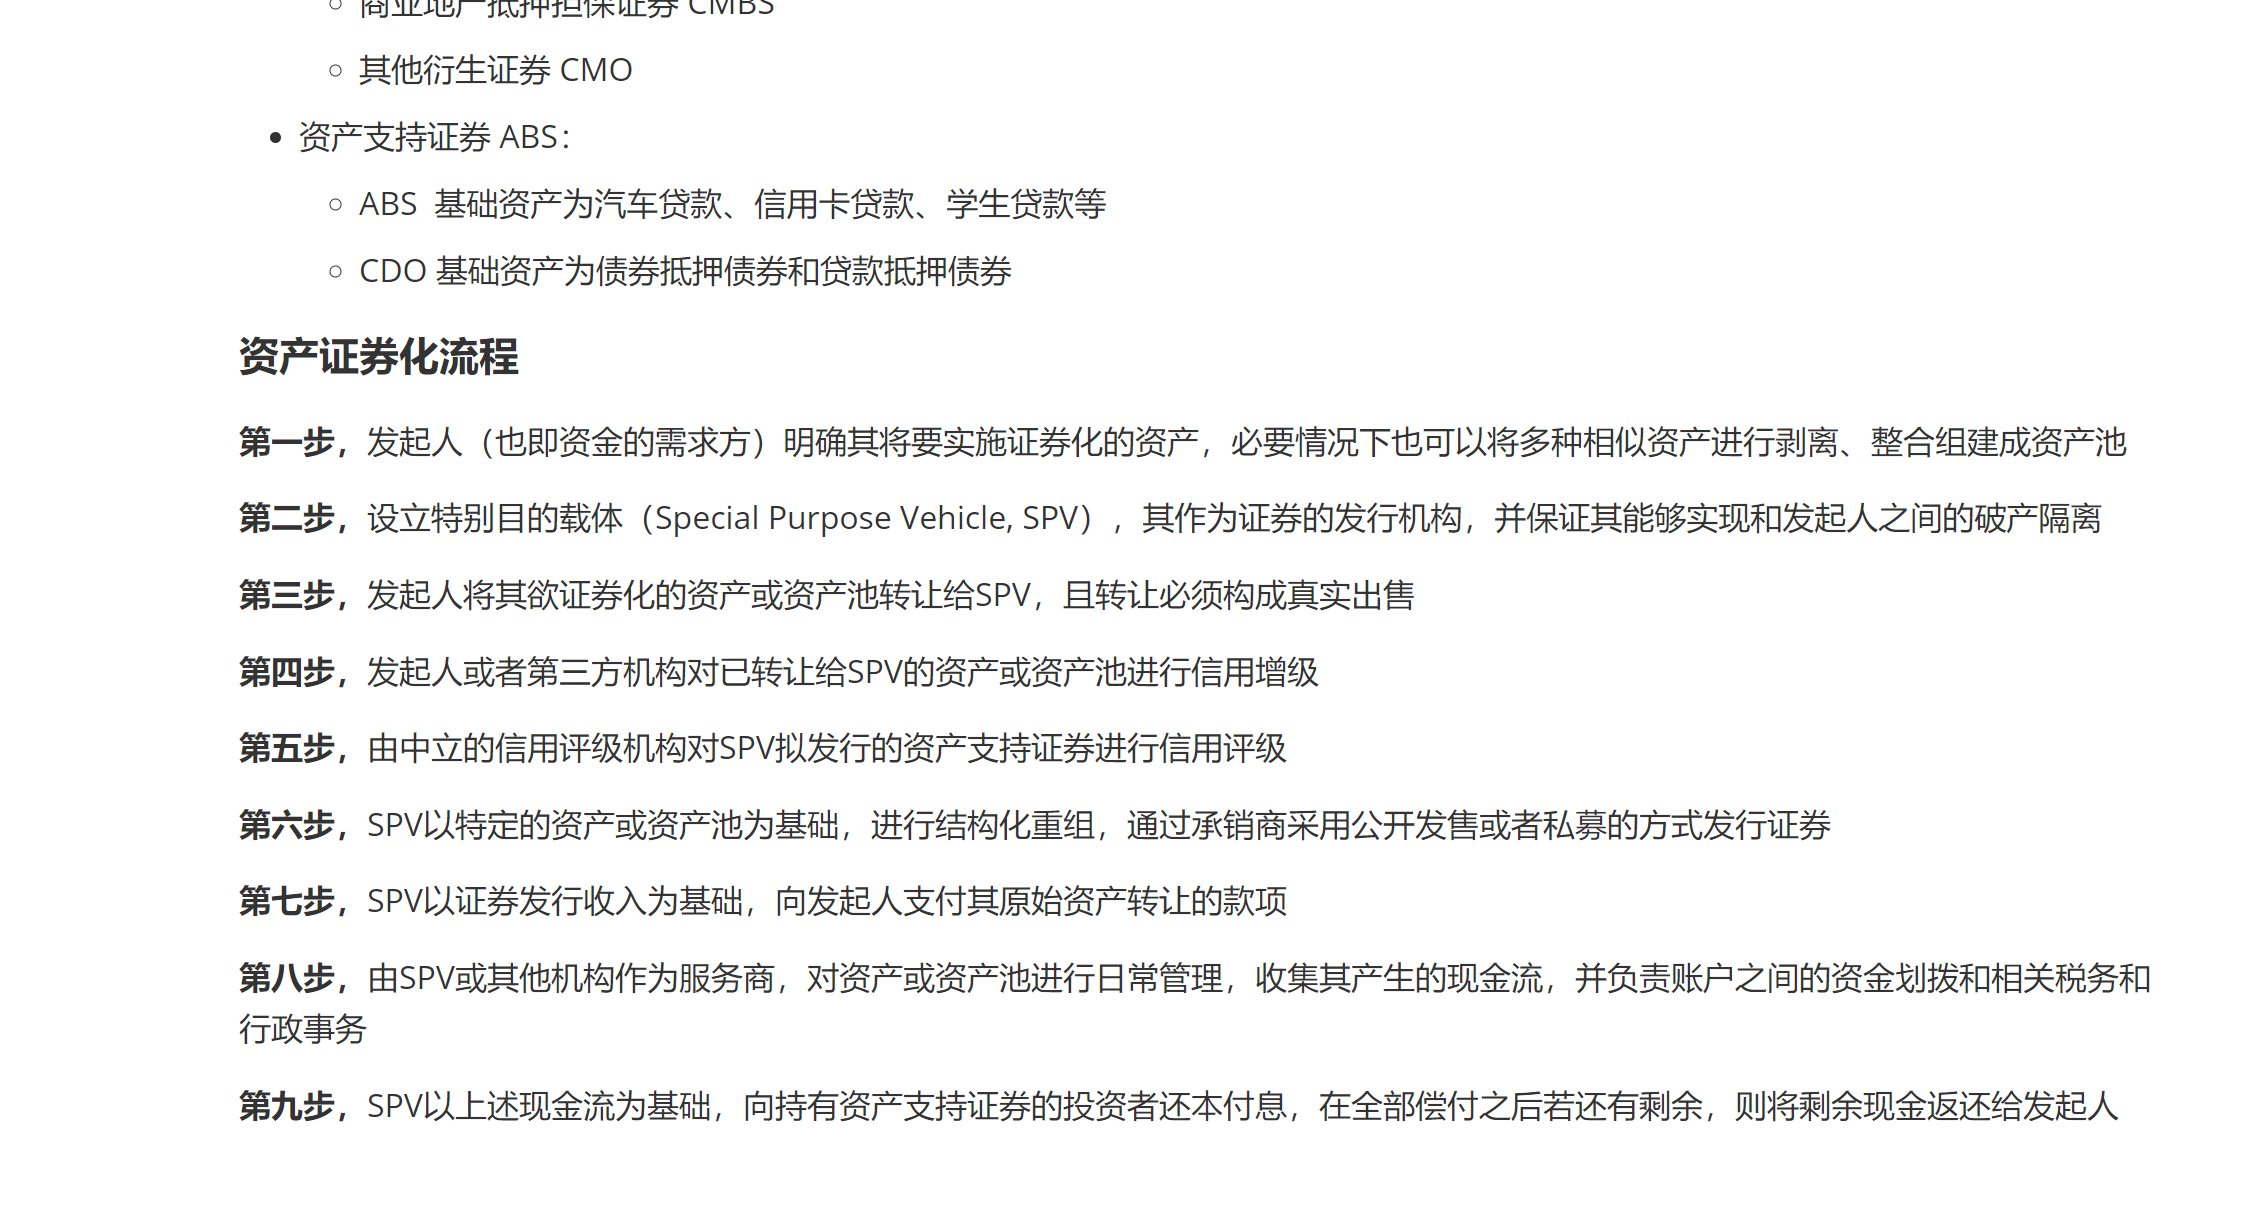 商业地产抵押担保证券 CMBS
其他衍生证券 CMO
资产支持证券 ABS：
ABS 基础资产为汽车贷款、信用卡贷款、学生贷款等
CDO 基础资产为债券抵押债券和贷款抵押债券
资产证券化流程
第一步，发起人（也即资金的需求方）明确其将要实施证券化的资产，必要情况下也可以将多种相似资产进行剥离、整合组建成资产池
第二步，设立特别目的载体（Special Purpose Vehicle, SPV），其作为证券的发行机构，并保证其能够实现和发起人之间的破产隔离
第三步，发起人将其欲证券化的资产或资产池转让给SPV，且转让必须构成真实出售
第四步，发起人或者第三方机构对已转让给SPV的资产或资产池进行信用增级
第五步，由中立的信用评级机构对SPV拟发行的资产支持证券进行信用评级
第六步，SPV以特定的资产或资产池为基础，进行结构化重组，通过承销商采用公开发售或者私募的方式发行证券
第七步，SPV以证券发行收入为基础，向发起人支付其原始资产转让的款项
第八步，由SPV或其他机构作为服务商，对资产或资产池进行日常管理，收集其产生的现金流，并负责账户之间的资金划拨和相关税务和
行政事务
第九步，SPV以上述现金流为基础，向持有资产支持证券的投资者还本付息，在全部偿付之后若还有剩余，则将剩余现金返还给发起人